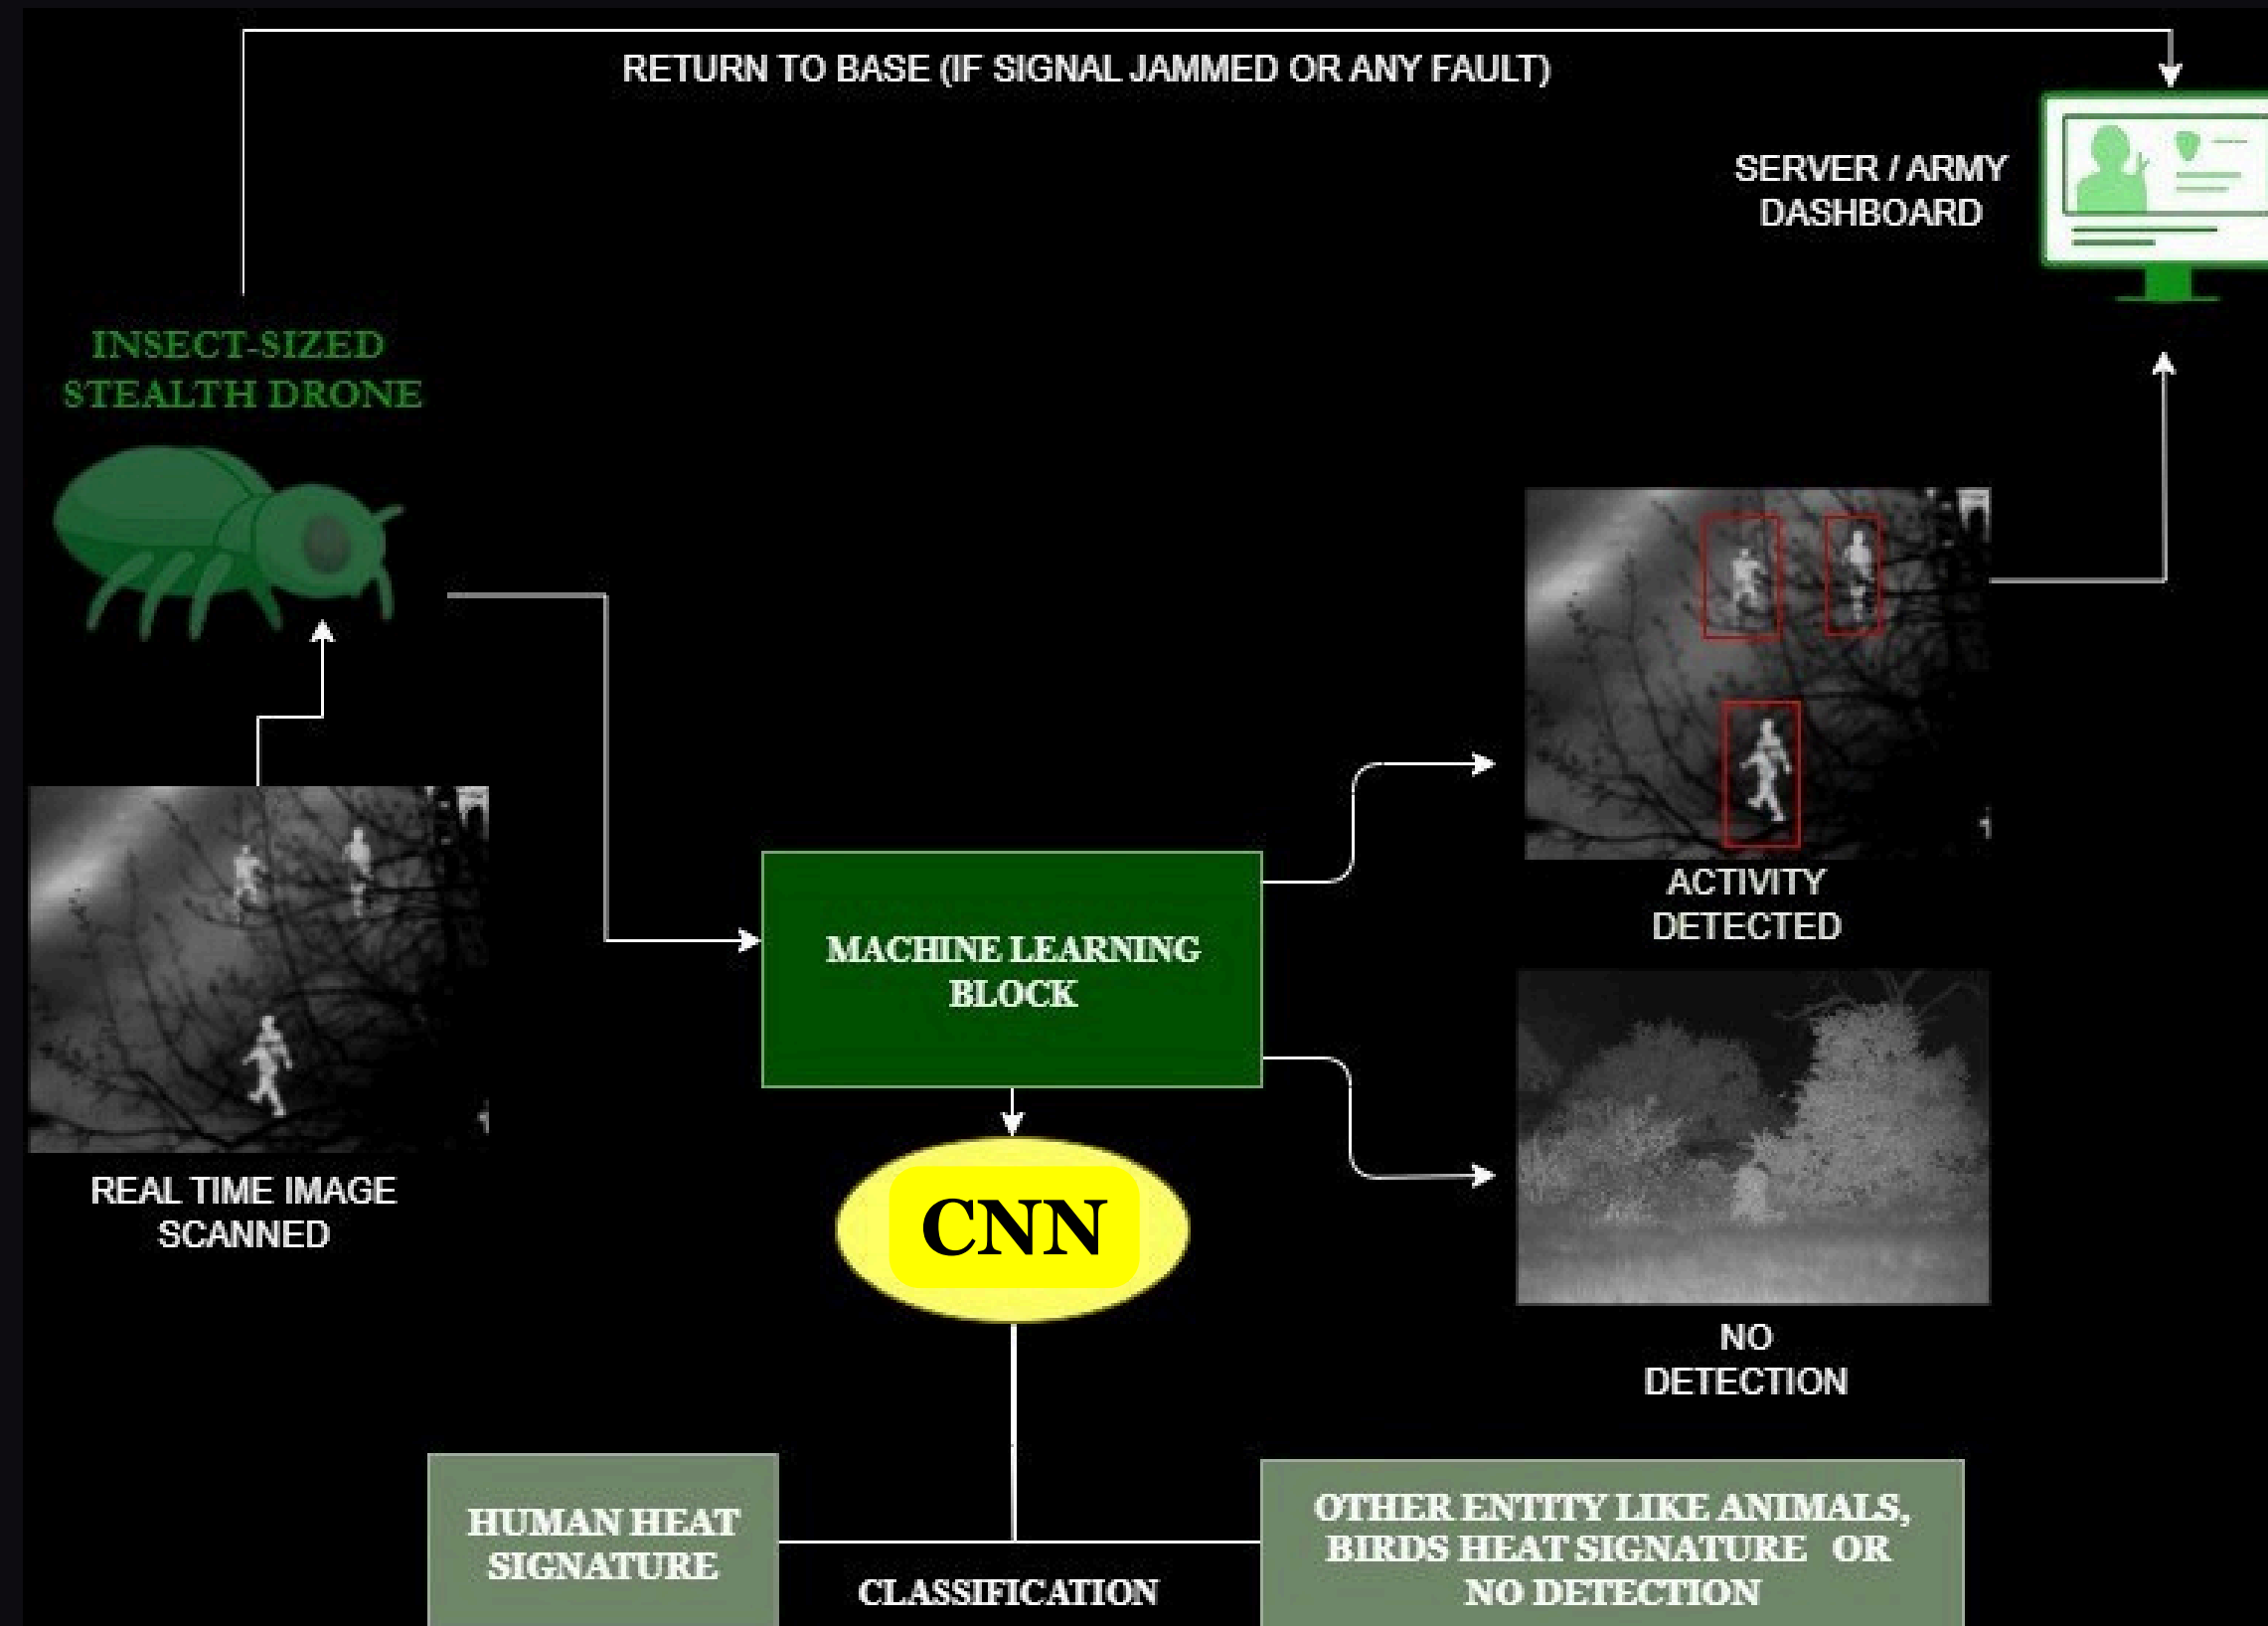 RETURN TO BASE (IF SIGNAL JAMMED OR ANY FAULT)
SERVER / ARMY
DASHBOARD
INSECT-SIZED
STEALTH DRONE
REAL TIME IMAGE
SCANNED
MACHINE LEARNING
BLOCK
ACTIVITY
DETECTED
CNN
NO
DETECTION
HUMAN HEAT
SIGNATURE
CLASSIFICATION
OTHER ENTITY LIKE ANIMALS,
BIRDS HEAT SIGNATURE OR
NO DETECTION